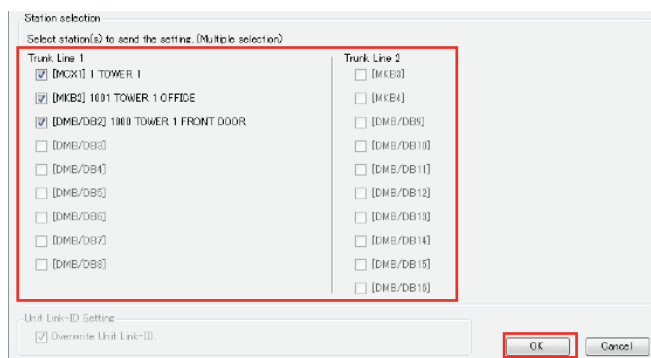 Station selection
Select station(s) to send the setting. (Multiple selection)
Trunk Line 1
[MCX1] 1 TOWER 1
[MKB2] 1001 TOWER 1 OFFICE
[DMB/DB2] 1000 TOWER 1 FRONT DOOR
[DMB/DB3]
[DMB/DB4]
[DMB/DB5]
[DMB/DB6]
[DMB/DB7]
[DMB/DB8]
Trunk Line 2
[MKB3]
[MKB4]
[DMB/DB9]
[DMB/DB10]
[DMB/DB11]
[DMB/DB12]
[DMB/DB13]
[DMB/DB14]
[DMB/DB15]
[DMB/DB16]
Unit Link-ID Setting
Overwrite Unit Link-ID.
OK
Cancel